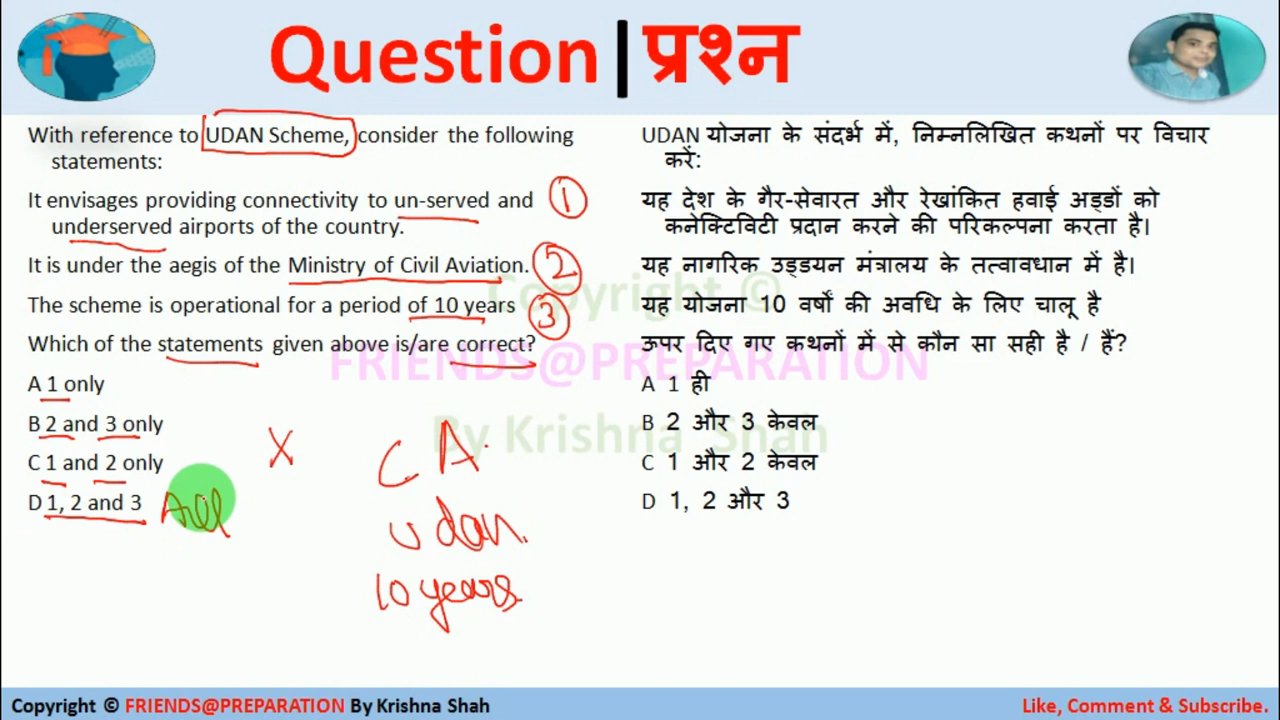 Question|प्रश्न
With reference to UDAN Scheme, consider the following
statements:
It envisages providing connectivity to un-served and
underserved airports of the country.
It is under the aegis of the Ministry of Civil Aviation.
The scheme is operational for a period of 10 years
Which of the statements given above is/are correct?
A 1 only
B 2 and 3 only
C 1 and 2 only
D 1, 2 and 3
1
2
3
X
All
C A.
Udan.
10 years
UDAN योजना के संदर्भ में, निम्नलिखित कथनों पर विचार
करें:
यह देश के गैर-सेवारत और रेखांकित हवाई अड्डों को
कनेक्टिविटी प्रदान करने की परिकल्पना करता है।
यह नागरिक उड्डयन मंत्रालय के तत्वावधान में है।
यह योजना 10 वर्षों की अवधि के लिए चालू है
ऊपर दिए गए कथनों में से कौन सा सही है / हैं?
A 1 ही
B 2 और 3 केवल
C 1 और 2 केवल
D 1, 2 और 3
Copyright ©
FRIENDS@PREPARATION
By Krishna Shah
Copyright © FRIENDS@PREPARATION By Krishna Shah
Like, Comment & Subscribe.